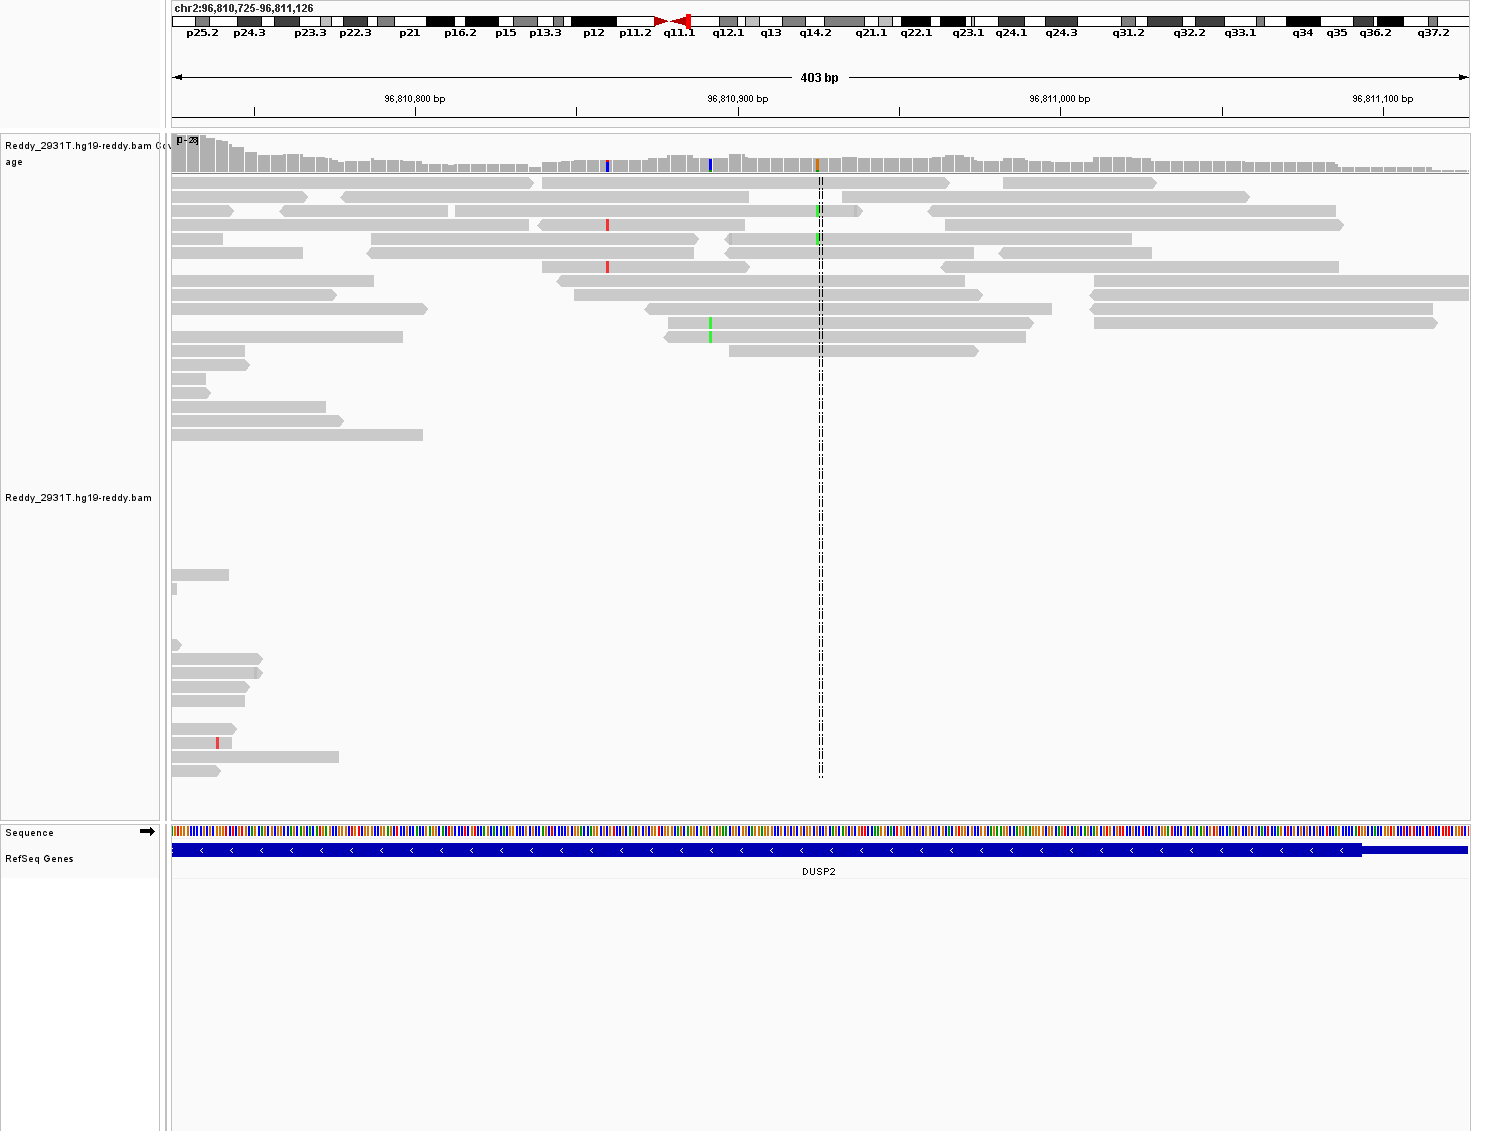 chr2:96,810,725-96,811,126
p25.2 p24.3 p23.3 p22.3 p21 p16.2 p15 p13.3 p12 p11.2 q11.1 q12.1 q13 q14.2 q21.1 q22.1 q23.1 q24.1 q24.3 q31.2 q32.2 q33.1 q34 q35 q36.2 q37.2
403 bp
96,810,800 bp 96,810,900 bp 96,811,000 bp 96,811,100 bp
Reddy_2931T.hg19-reddy.bam Cov
age
[0 - 28]
Reddy_2931T.hg19-reddy.bam
Sequence
RefSeq Genes
DUSP2